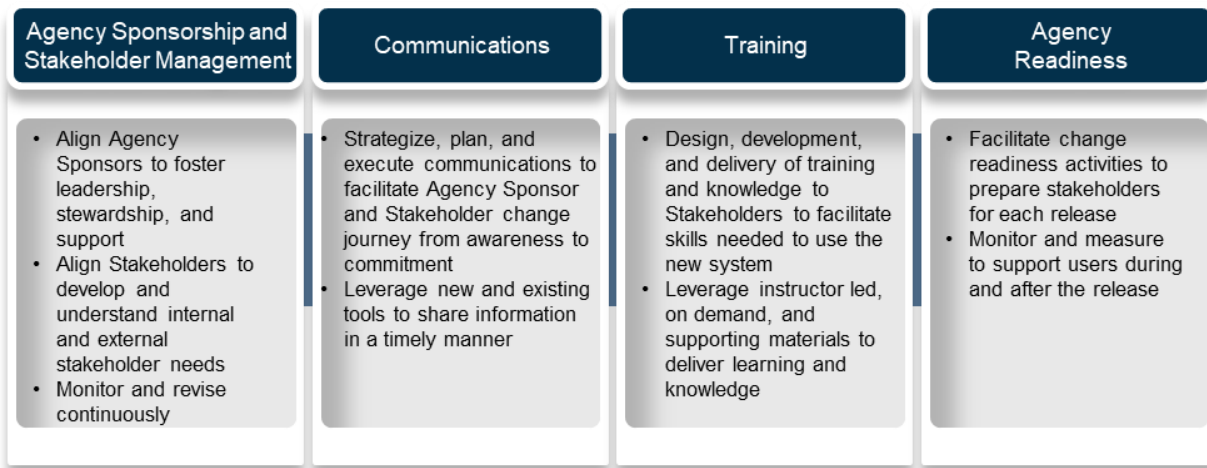 Agency Sponsorship and
Stakeholder Management
• Align Agency
Sponsors to foster
leadership,
stewardship, and
support
• Align Stakeholders to
develop and
understand internal
and external
stakeholder needs
• Monitor and revise
continuously
Communications
• Strategize, plan, and
execute communications to
facilitate Agency Sponsor
and Stakeholder change
journey from awareness to
commitment
• Leverage new and existing
tools to share information
in a timely manner
Training
• Design, development,
and delivery of training
and knowledge to
Stakeholders to facilitate
skills needed to use the
new system
• Leverage instructor led,
on demand, and
supporting materials to
deliver learning and
knowledge
Agency
Readiness
• Facilitate change
readiness activities to
prepare stakeholders
for each release
• Monitor and measure
to support users during
and after the release